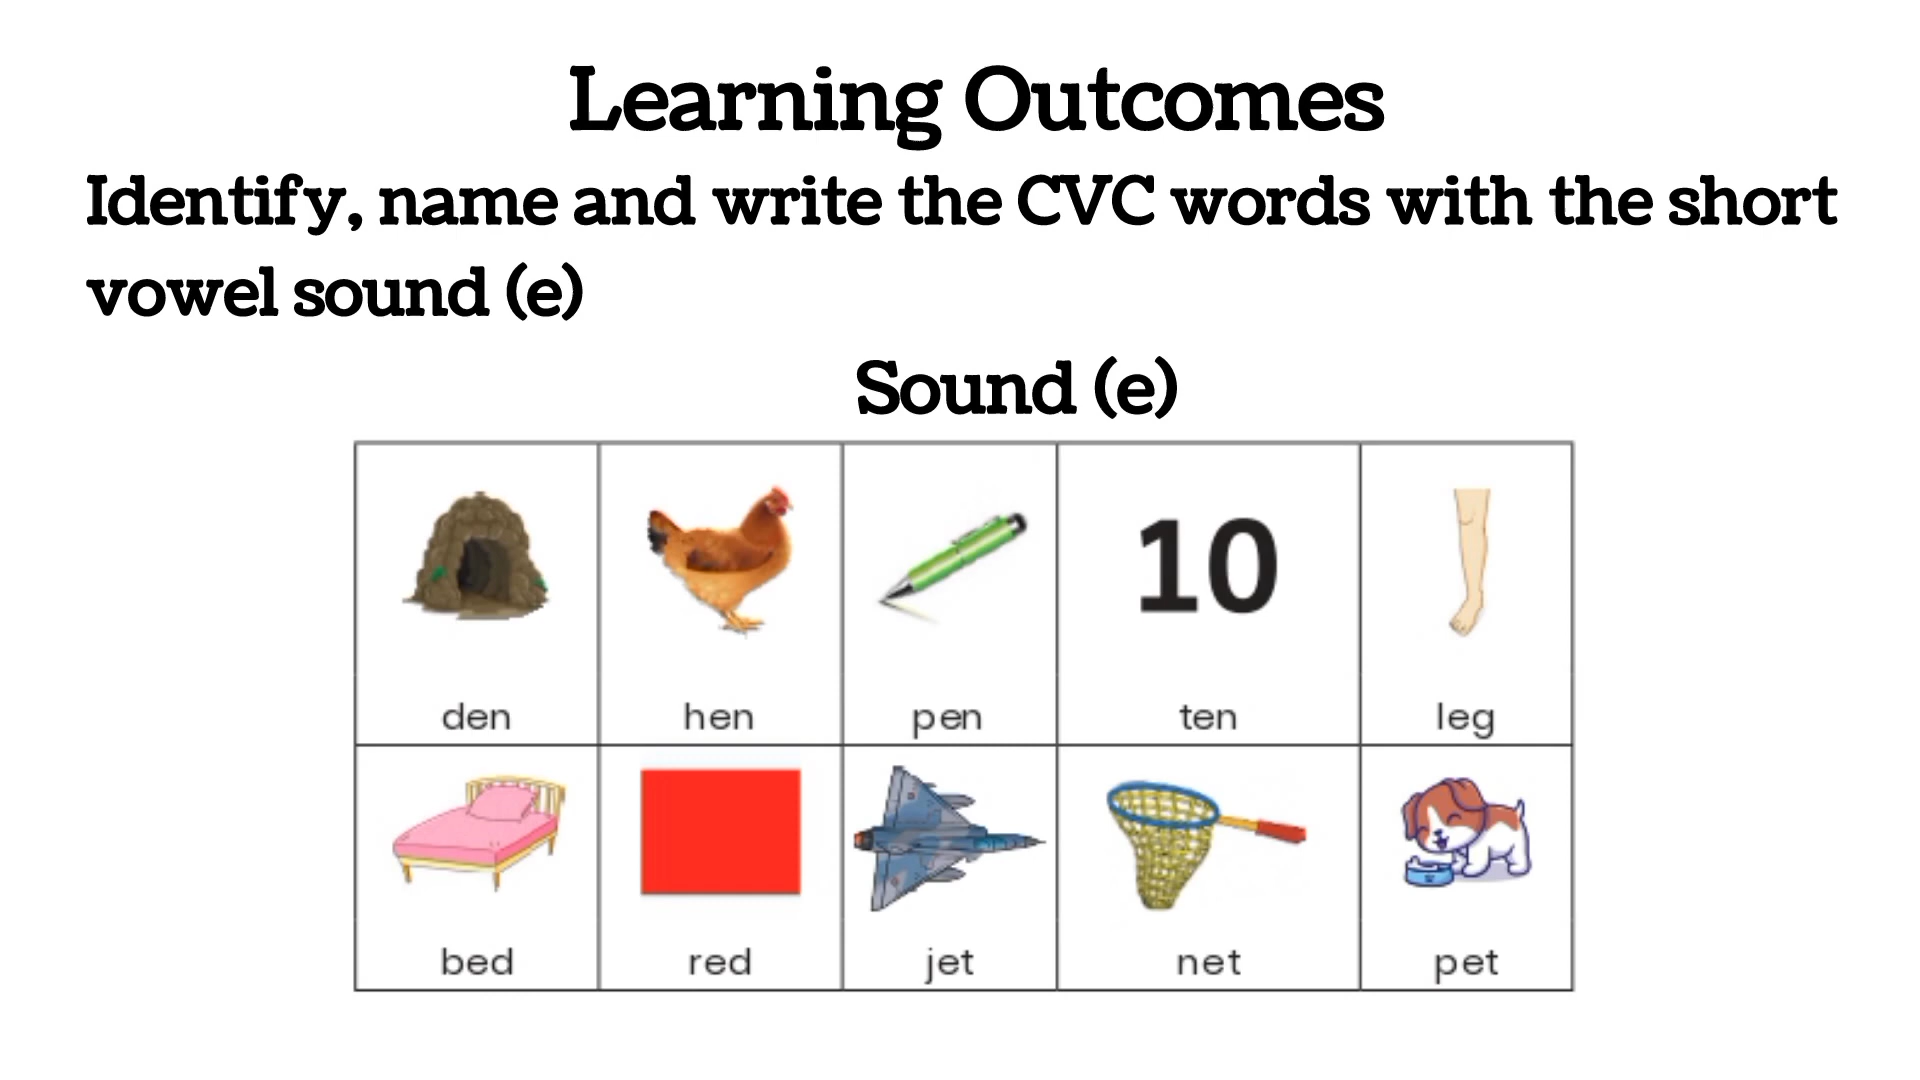 Learning Outcomes
Identify, name and write the CVC words with the short
vowel sound (e)
Sound (e)
10
den hen pen ten leg
bed red jet net pet